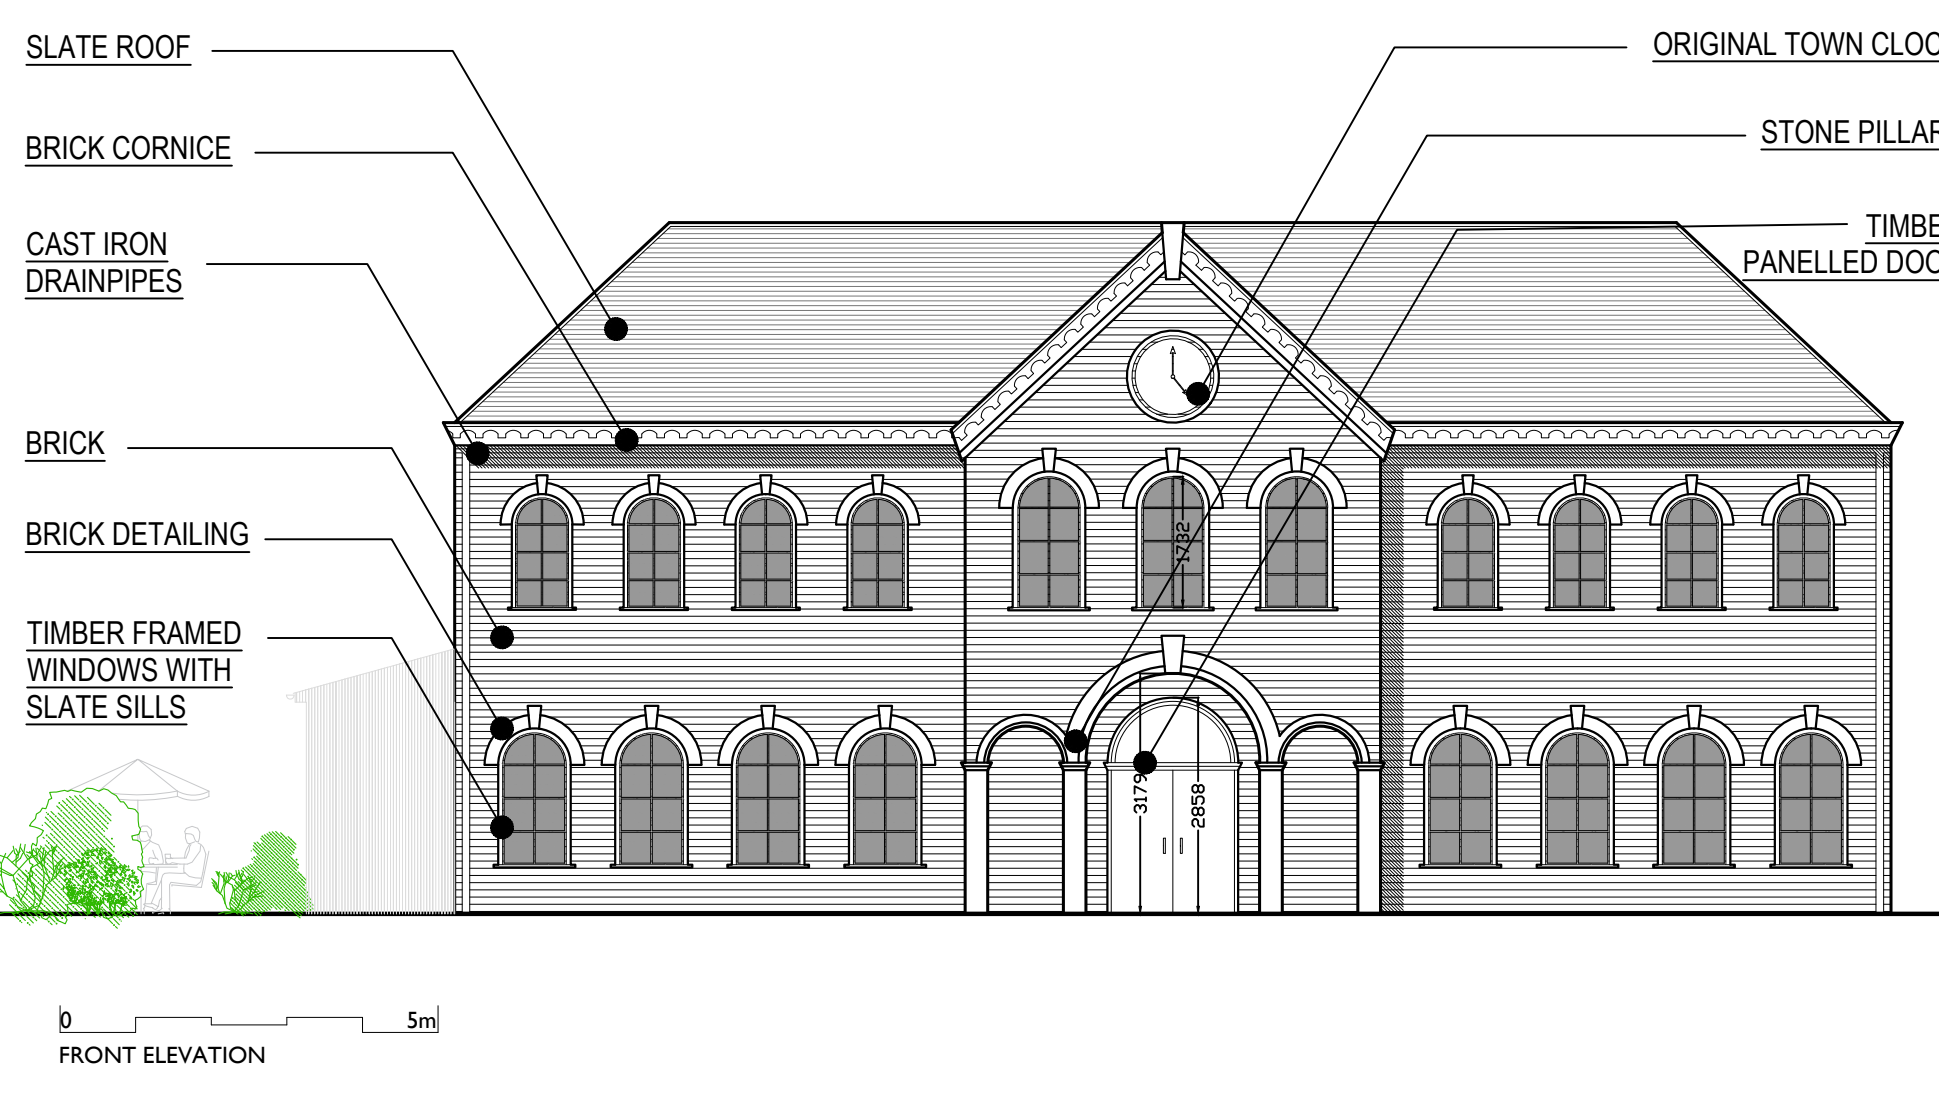 SLATE ROOF
BRICK CORNICE
CAST IRON
DRAINPIPES
BRICK
BRICK DETAILING
TIMBER FRAMED
WINDOWS WITH
SLATE SILLS
ORIGINAL TOWN CLOC
STONE PILLAR
TIMBE
PANELLED DOO
1732
3179
2858
0 5m
FRONT ELEVATION